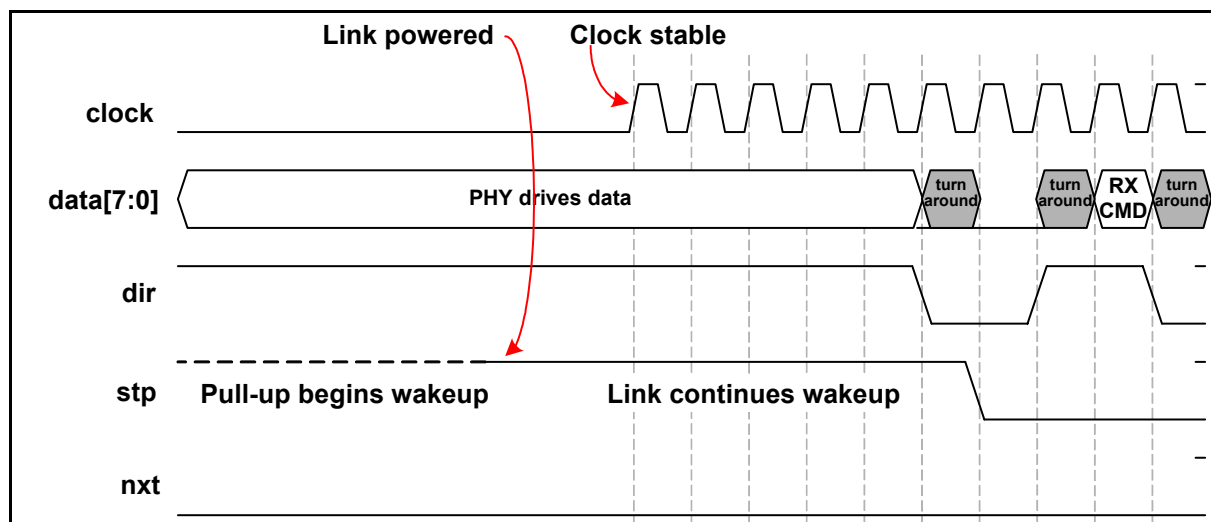 Link powered
Clock stable
clock
data[7:0]
PHY drives data
turn
around
turn
around
RX
CMD
turn
around
dir
stp
Pull-up begins wakeup
Link continues wakeup
nxt